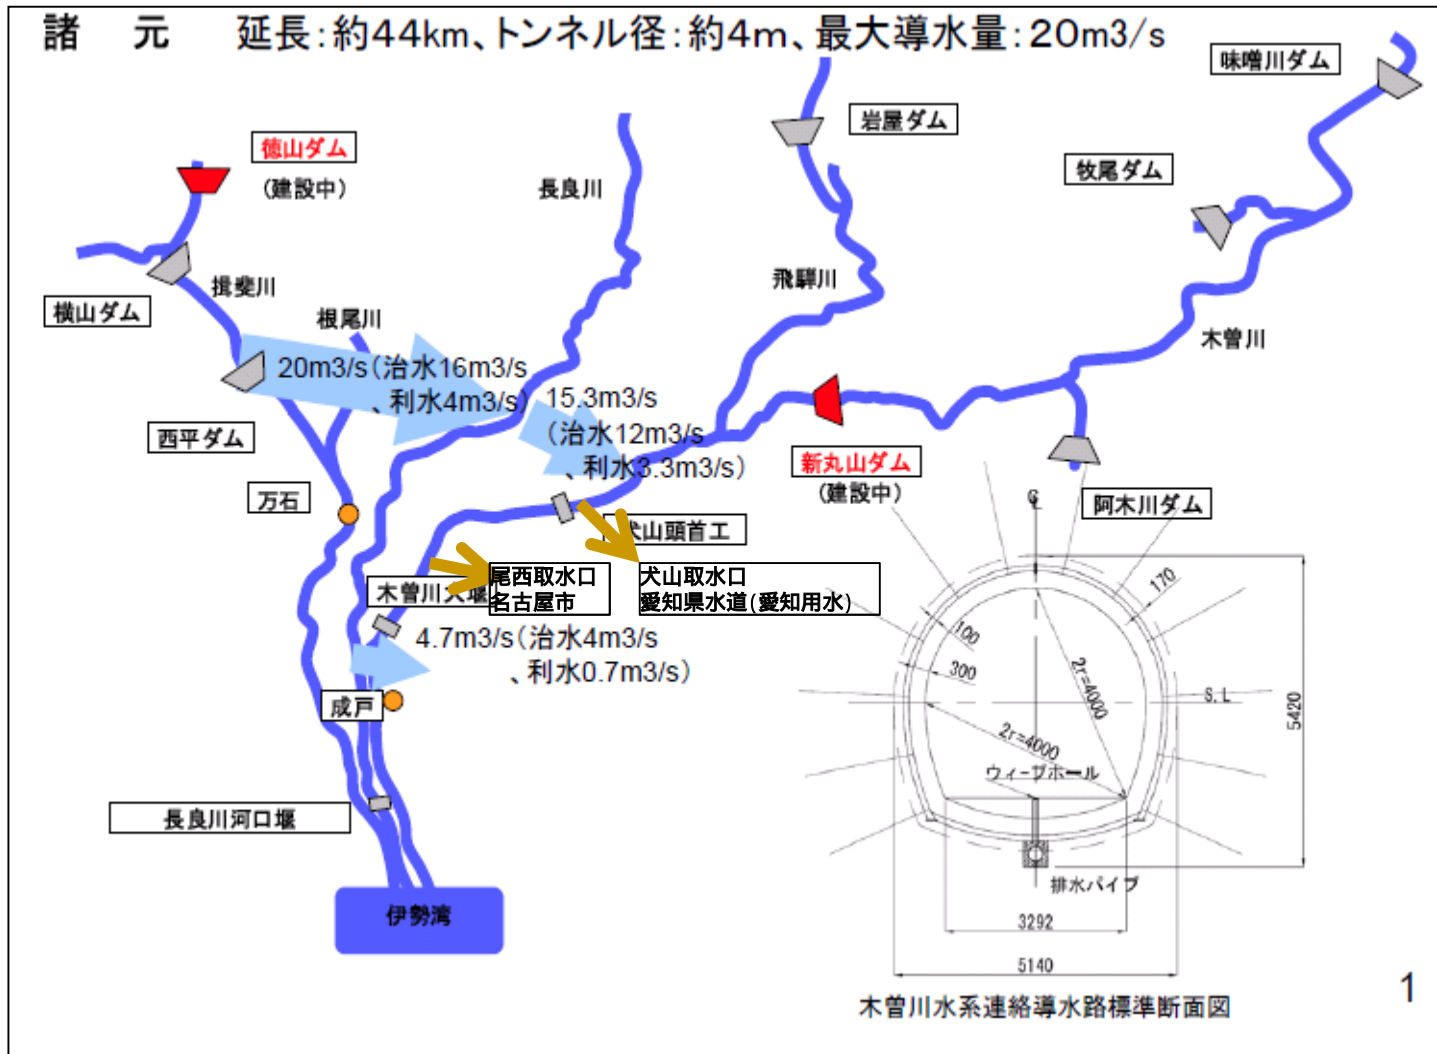 諸 元 延長:約44km、トンネル径:約4m、最大導水量:20m3/s
味噌川ダム
岩屋ダム
徳山ダム
(建設中)
牧尾ダム
長良川
揖斐川
飛騨川
横山ダム
根尾川
木曽川
20m3/s(治水16m3/s
、利水4m3/s)
15.3m3/s
(治水12m3/s
、利水3.3m3/s)
西平ダム
新丸山ダム
(建設中)
万石
阿木川ダム
犬山頭首工
尾西取水口
名古屋市
犬山取水口
愛知県水道(愛知用水)
木曽川大堰
4.7m3/s(治水4m3/s
、利水0.7m3/s)
成戸
長良川河口堰
伊勢湾
CL
170
100
300
2r=4000
2r=4000
S.L
5420
ウィープホール
排水パイプ
3292
5140
木曽川水系連絡導水路標準断面図
1